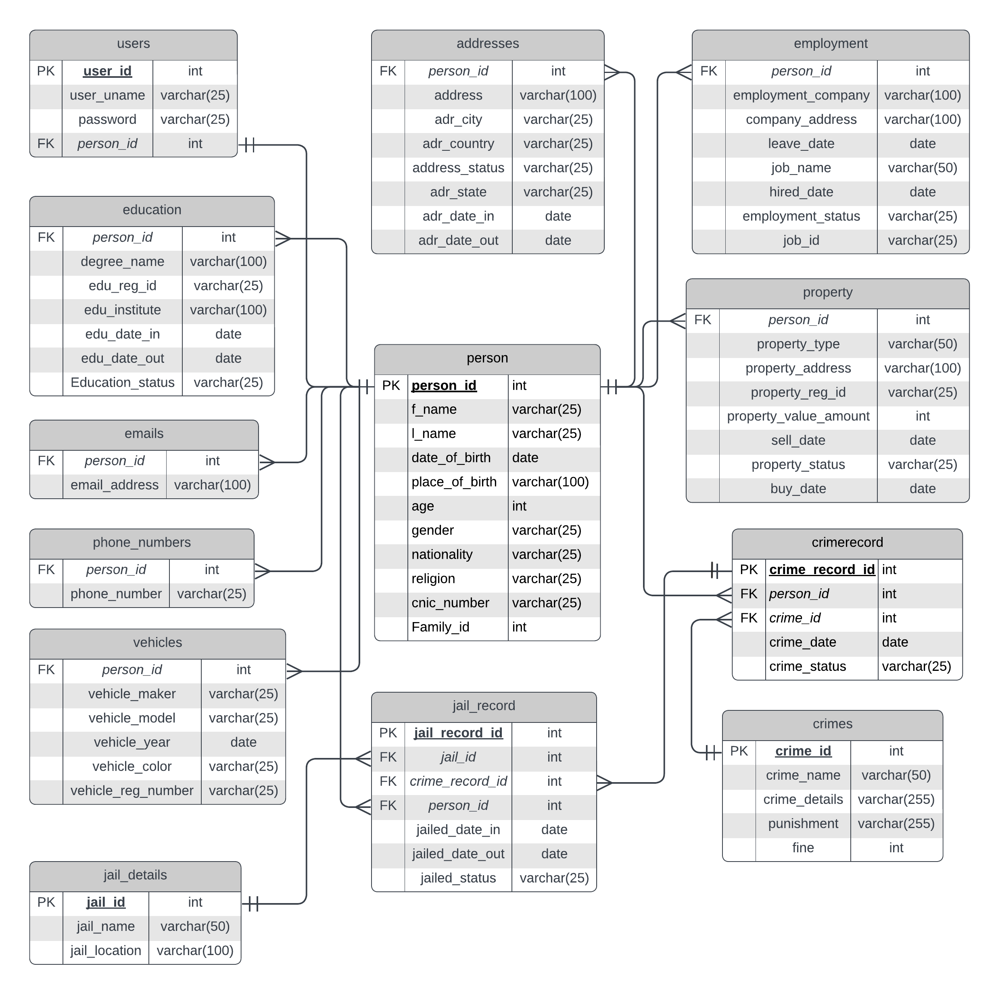 users
PK user_id int
user_uname varchar(25)
password varchar(25)
FK person_id int
education
FK person_id int
degree_name varchar(100)
edu_reg_id varchar(25)
edu_institute varchar(100)
edu_date_in date
edu_date_out date
Education_status varchar(25)
emails
FK person_id int
email_address varchar(100)
phone_numbers
FK person_id int
phone_number varchar(25)
vehicles
FK person_id int
vehicle_maker varchar(25)
vehicle_model varchar(25)
vehicle_year date
vehicle_color varchar(25)
vehicle_reg_number varchar(25)
jail_details
PK jail_id int
jail_name varchar(50)
jail_location varchar(100)
addresses
FK person_id int
address varchar(100)
adr_city varchar(25)
adr_country varchar(25)
address_status varchar(25)
adr_state varchar(25)
adr_date_in date
adr_date_out date
person
PK person_id int
f_name varchar(25)
l_name varchar(25)
date_of_birth date
place_of_birth varchar(100)
age int
gender varchar(25)
nationality varchar(25)
religion varchar(25)
cnic_number varchar(25)
Family_id int
jail_record
PK jail_record_id int
FK jail_id int
FK crime_record_id int
FK person_id int
jailed_date_in date
jailed_date_out date
jailed_status varchar(25)
employment
FK person_id int
employment_company varchar(100)
company_address varchar(100)
leave_date date
job_name varchar(50)
hired_date date
employment_status varchar(25)
job_id varchar(25)
property
FK person_id int
property_type varchar(50)
property_address varchar(100)
property_reg_id varchar(25)
property_value_amount int
sell_date date
property_status varchar(25)
buy_date date
crimerecord
PK crime_record_id int
FK person_id int
FK crime_id int
crime_date date
crime_status varchar(25)
crimes
PK crime_id int
crime_name varchar(50)
crime_details varchar(255)
punishment varchar(255)
fine int